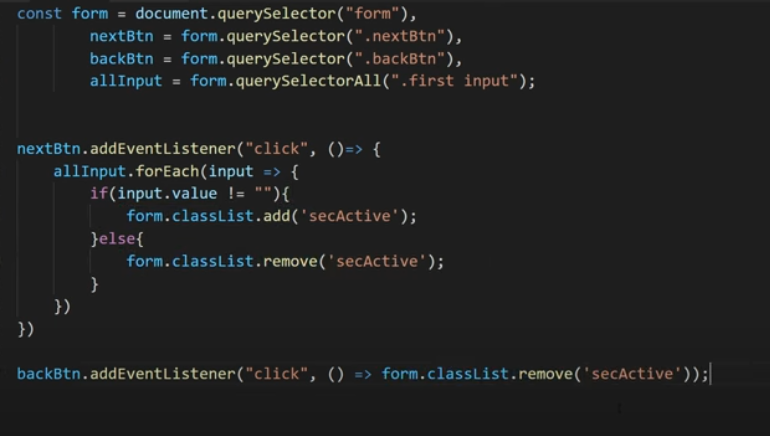 const form = document.querySelector("form"),
        nextBtn = form.querySelector(".nextBtn"),
        backBtn = form.querySelector(".backBtn"),
        allInput = form.querySelectorAll(".first input");
nextBtn.addEventListener("click", ()=> {
    allInput.forEach(input => {
        if(input.value != ""){
            form.classList.add('secActive');
        }else{
            form.classList.remove('secActive');
        }
    })
})
backBtn.addEventListener("click", () => form.classList.remove('secActive'));